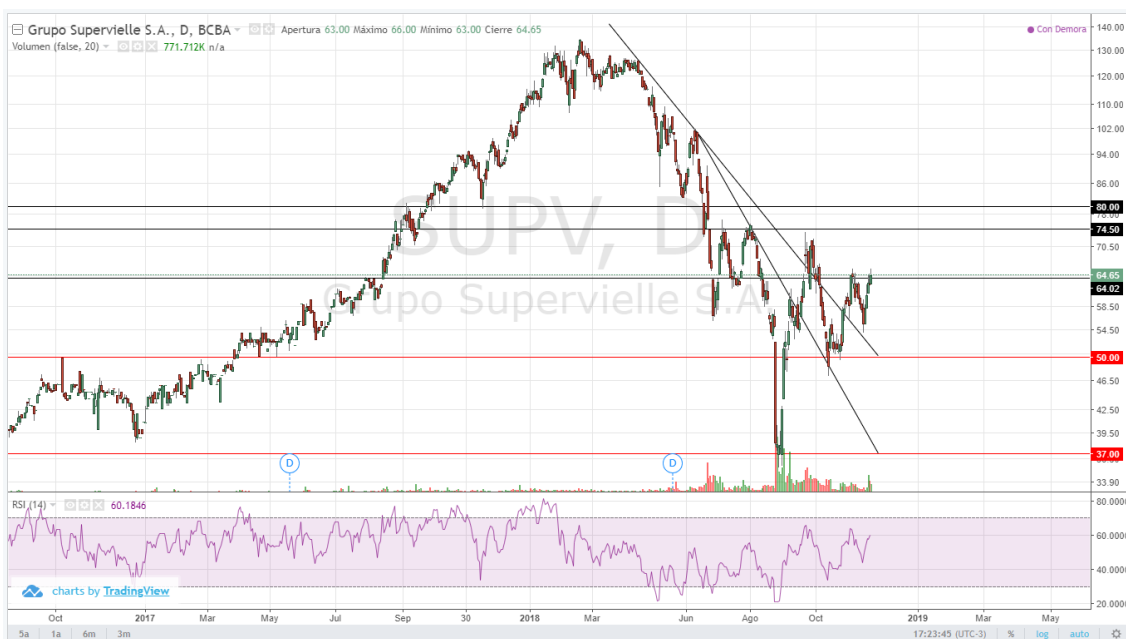 Grupo Supervielle S.A., D, BCBA Apertura 63.00 Máximo 66.00 Mínimo 63.00 Cierre 64.65
Con Demora
Volumen (false, 20) 771.712K n/a
SUPV, D
Grupo Supervielle S.A.
140.00
130.00
120.00
110.00
102.00
94.00
86.00
80.00
78.00
74.50
70.50
64.65
64.02
58.50
54.50
50.00
46.50
42.50
39.50
37.00
33.90
D
D
RSI (14) 60.1846
80.0000
60.0000
40.0000
20.0000
charts by TradingView
Oct 2017 Mar May Jul Sep 30 2018 Mar Jun Ago Oct 2019 Mar May
5a 1a 6m 3m 17:23:45 (UTC-3) % log auto